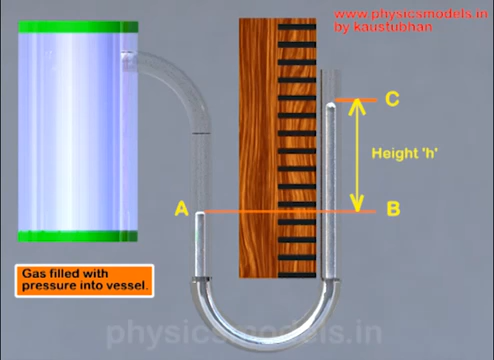 www.physicsmodels.in
by kaustubhan
C
Height 'h'
A
B
Gas filled with
pressure into vessel.
physicsmodels.in